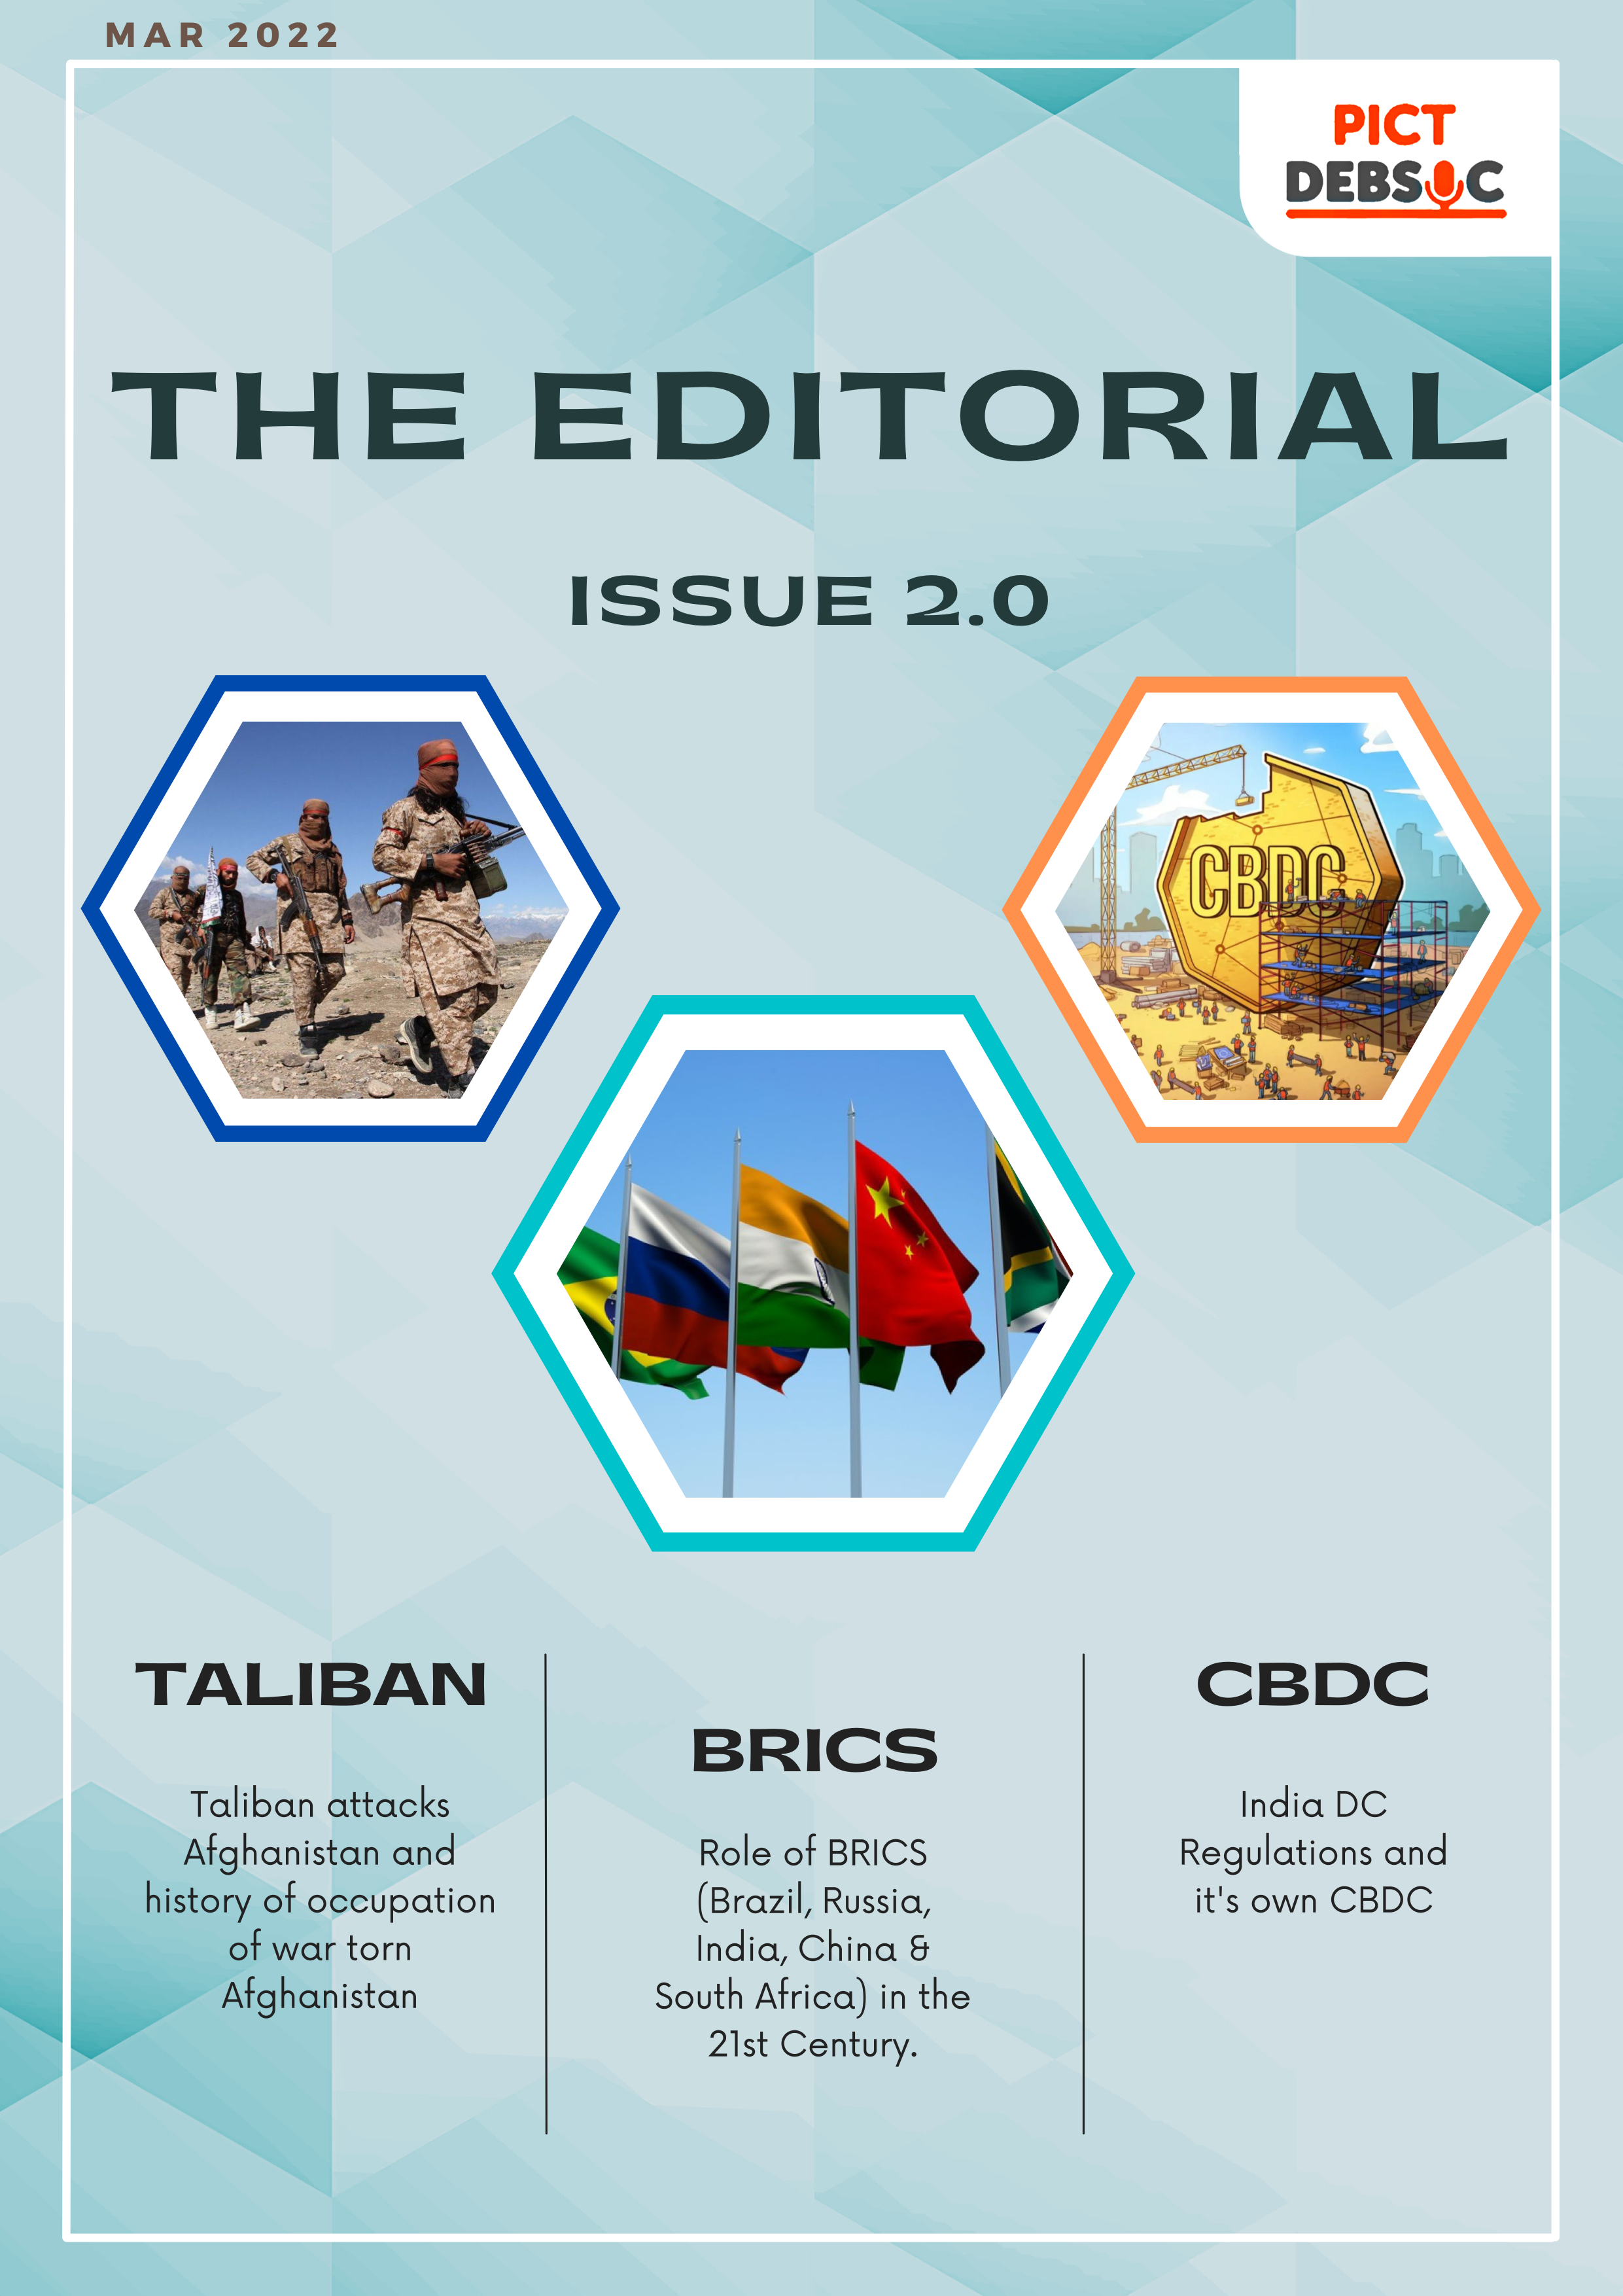 MAR 2022
PICT
DEBSOC
THE EDITORIAL
ISSUE 2.0
CBDC
TALIBAN
Taliban attacks
Afghanistan and
history of occupation
of war torn
Afghanistan
BRICS
Role of BRICS
(Brazil, Russia,
India, China &
South Africa) in the
21st Century.
CBDC
India DC
Regulations and
it's own CBDC